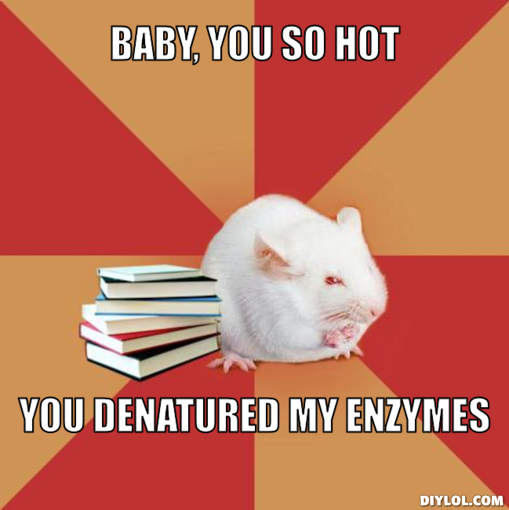 BABY, YOU SO HOT
YOU DENATURED MY ENZYMES
DIYLOL.COM